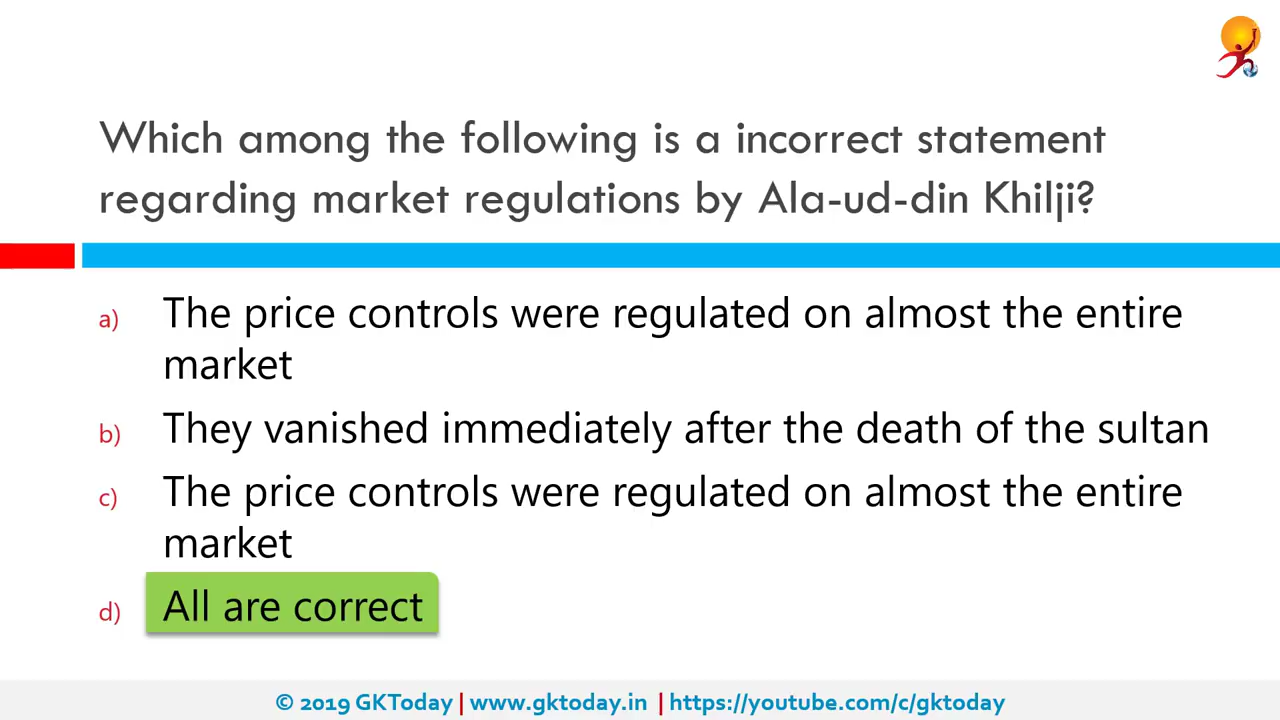 Which among the following is a incorrect statement
regarding market regulations by Ala-ud-din Khilji?
a) The price controls were regulated on almost the entire
market
b) They vanished immediately after the death of the sultan
c) The price controls were regulated on almost the entire
market
d) All are correct
© 2019 GKToday | www.gktoday.in | https://youtube.com/c/gktoday